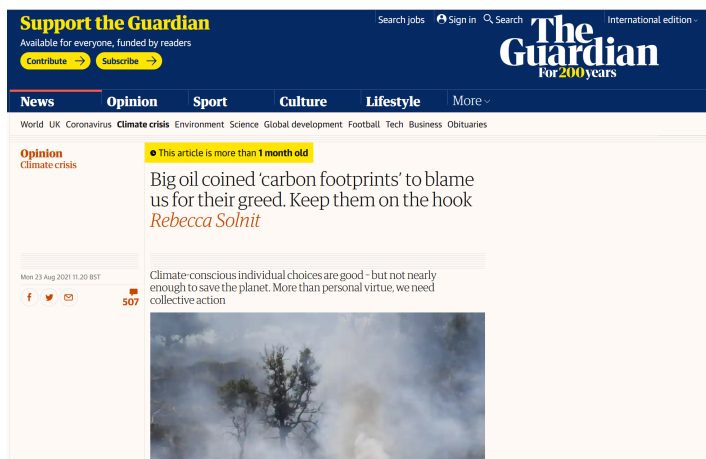 Support the Guardian
Available for everyone, funded by readers
Contribute → Subscribe →
Search jobs Sign in Search International edition
The Guardian
For 200 years
News Opinion Sport Culture Lifestyle More
World UK Coronavirus Climate crisis Environment Science Global development Football Tech Business Obituaries
Opinion
Climate crisis
This article is more than 1 month old
Big oil coined ‘carbon footprints’ to blame
us for their greed. Keep them on the hook
Rebecca Solnit
Mon 23 Aug 2021 11.20 BST
507
Climate-conscious individual choices are good – but not nearly
enough to save the planet. More than personal virtue, we need
collective action